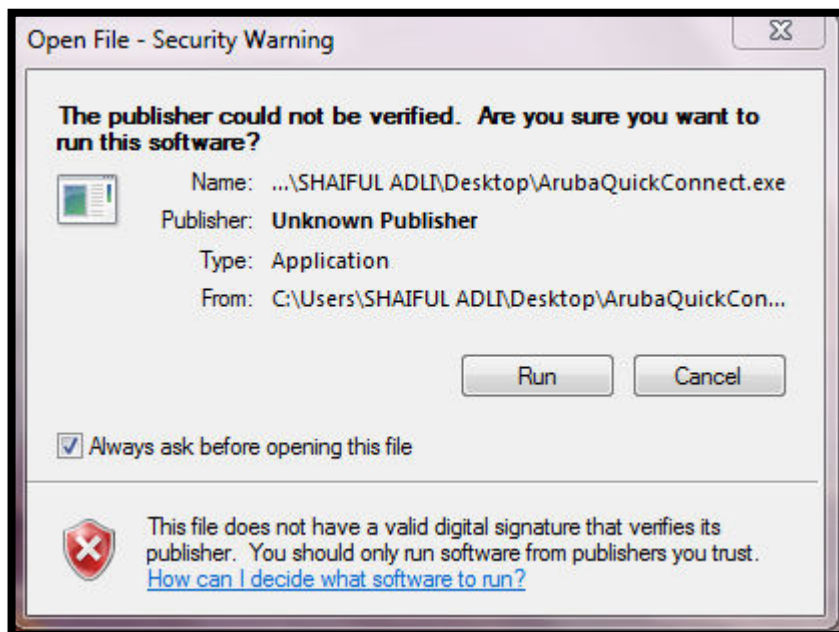 Open File - Security Warning
The publisher could not be verified. Are you sure you want to
run this software?
Name: ...\SHAIFUL ADLI\Desktop\ArubaQuickConnect.exe
Publisher: Unknown Publisher
Type: Application
From: C:\Users\SHAIFUL ADLI\Desktop\ArubaQuickCon...
Run Cancel
Always ask before opening this file
This file does not have a valid digital signature that verifies its
publisher. You should only run software from publishers you trust.
How can I decide what software to run?